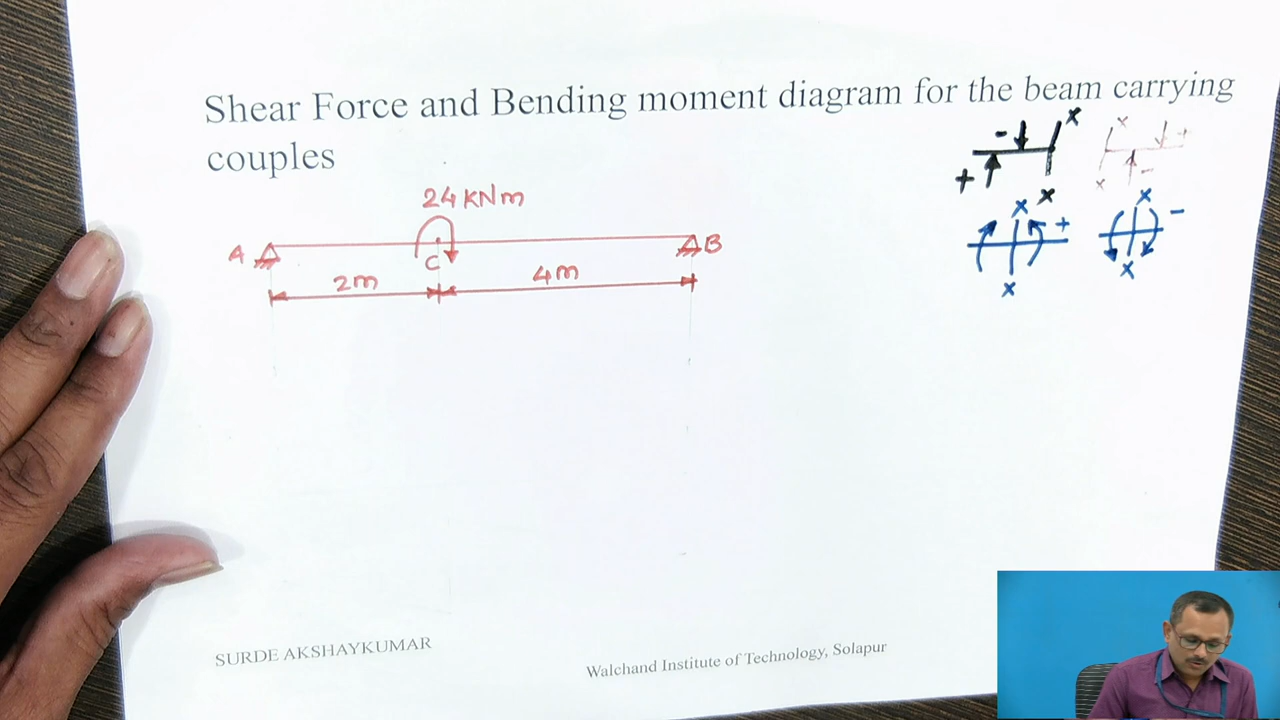 Shear Force and Bending moment diagram for the beam carrying
couples
- x x +
+ x x -
24 KNm
x + x -
A C B
2m 4m
x x
SURDE AKSHAYKUMAR
Walchand Institute of Technology, Solapur